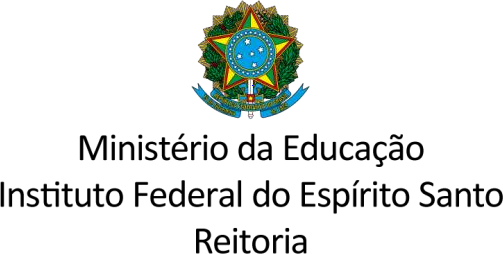 Ministério da Educação
Instituto Federal do Espírito Santo
Reitoria